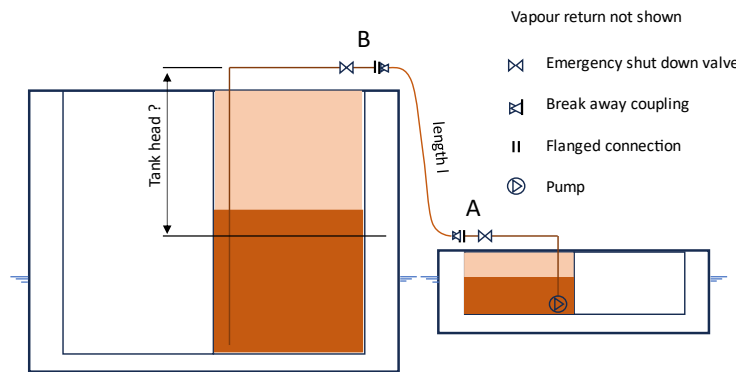 Vapour return not shown
B
Emergency shut down valve
Break away coupling
Tank head ?
length l
Flanged connection
A
Pump